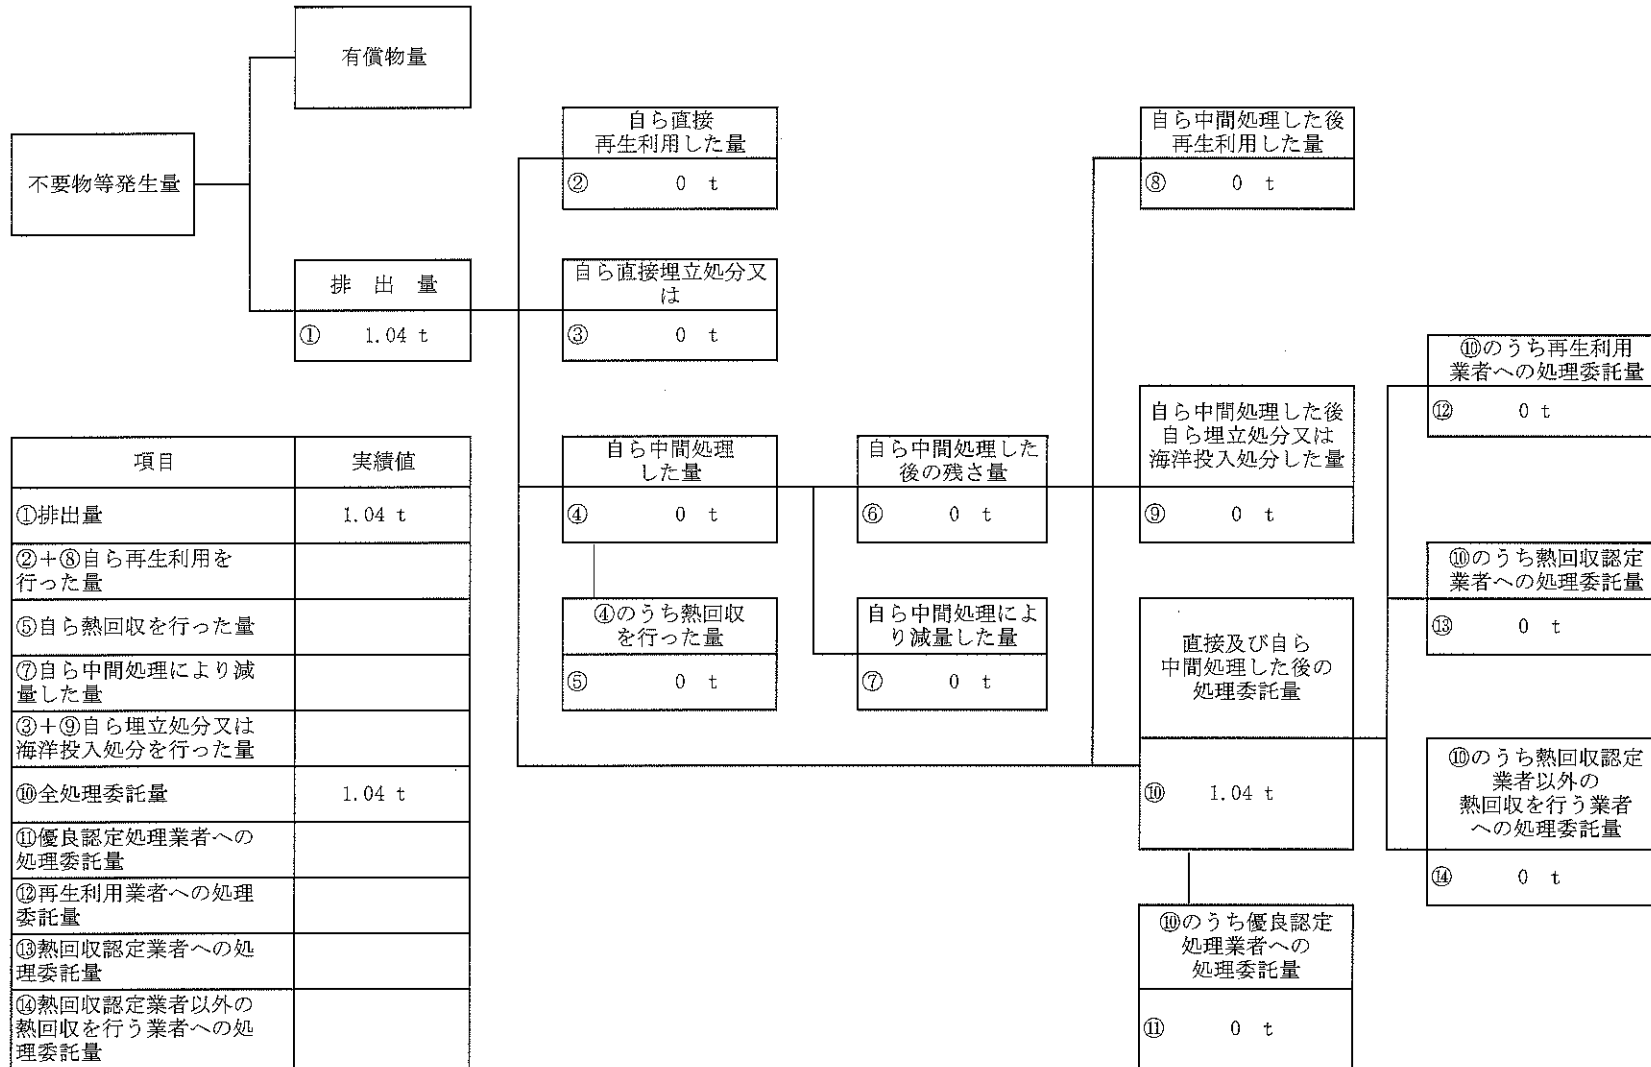 有償物量
不要物等発生量
排 出 量
① 1.04 t
自ら直接
再生利用した量
② 0 t
自ら直接埋立処分又
は
③ 0 t
自ら中間処理
した量
④ 0 t
④のうち熱回収
を行った量
⑤ 0 t
自ら中間処理した
後の残さ量
⑥ 0 t
自ら中間処理によ
り減量した量
⑦ 0 t
自ら中間処理した後
再生利用した量
⑧ 0 t
自ら中間処理した後
自ら埋立処分又は
海洋投入処分した量
⑨ 0 t
直接及び自ら
中間処理した後の
処理委託量
⑩ 1.04 t
⑩のうち優良認定
処理業者への
処理委託量
⑪ 0 t
⑩のうち再生利用
業者への処理委託量
⑫ 0 t
⑩のうち熱回収認定
業者への処理委託量
⑬ 0 t
⑩のうち熱回収認定
業者以外の
熱回収を行う業者
への処理委託量
⑭ 0 t
項目 実績値
①排出量 1.04 t
②＋⑧自ら再生利用を
行った量
⑤自ら熱回収を行った量
⑦自ら中間処理により減
量した量
③＋⑨自ら埋立処分又は
海洋投入処分を行った量
⑩全処理委託量 1.04 t
⑪優良認定処理業者への
処理委託量
⑫再生利用業者への処理
委託量
⑬熱回収認定業者への処
理委託量
⑭熱回収認定業者以外の
熱回収を行う業者への処
理委託量